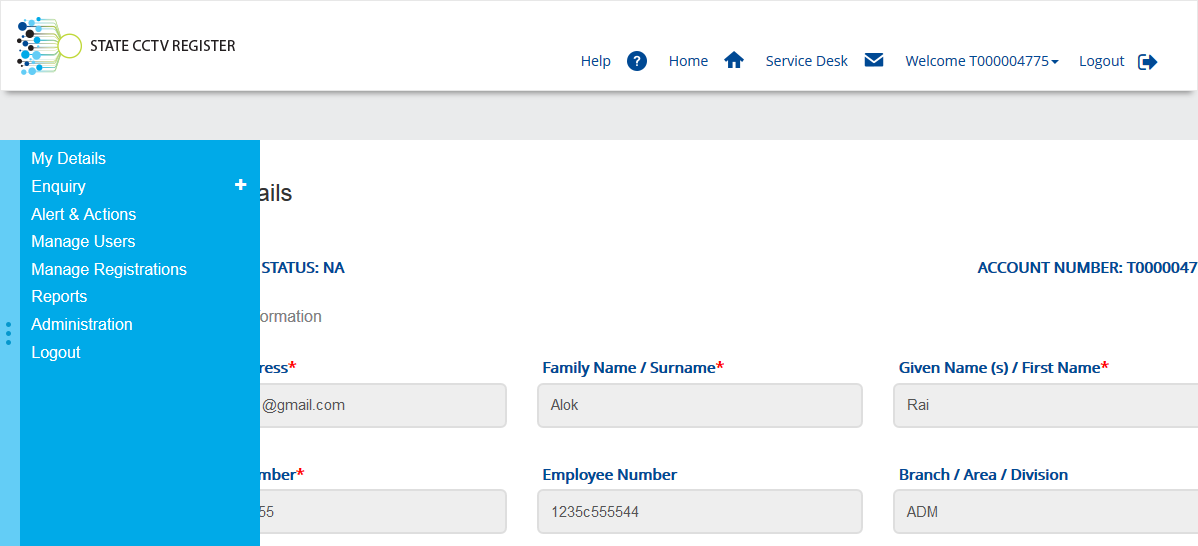 STATE CCTV REGISTER
Help ? Home Service Desk Welcome T000004775 Logout
My Details
Enquiry +
ails
Alert & Actions
Manage Users
Manage Registrations
STATUS: NA ACCOUNT NUMBER: T0000047
Reports
ormation
Administration
Logout
ress* Family Name / Surname* Given Name (s) / First Name*
@gmail.com Alok Rai
mber* Employee Number Branch / Area / Division
55 1235c555544 ADM